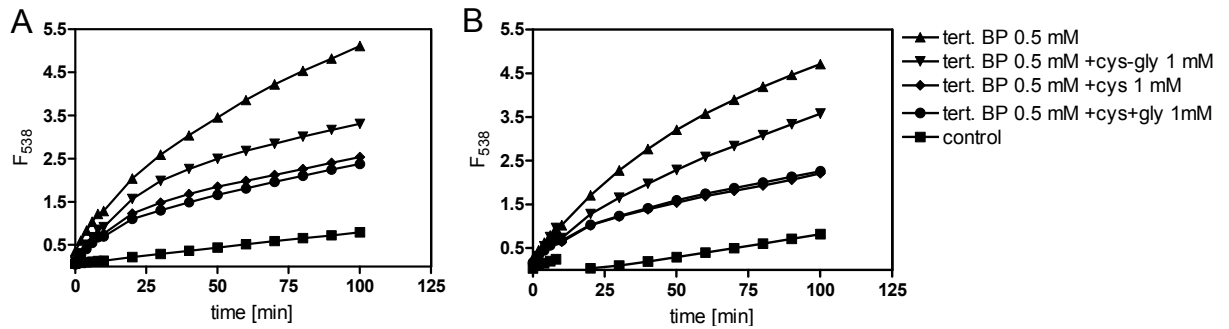 A
5.5
4.5
3.5
2.5
1.5
0.5
F538
0
25
50
75
100
125
time [min]
B
5.5
4.5
3.5
2.5
1.5
0.5
F538
0
25
50
75
100
125
time [min]
tert. BP 0.5 mM
tert. BP 0.5 mM +cys-gly 1 mM
tert. BP 0.5 mM +cys 1 mM
tert. BP 0.5 mM +cys+gly 1mM
control